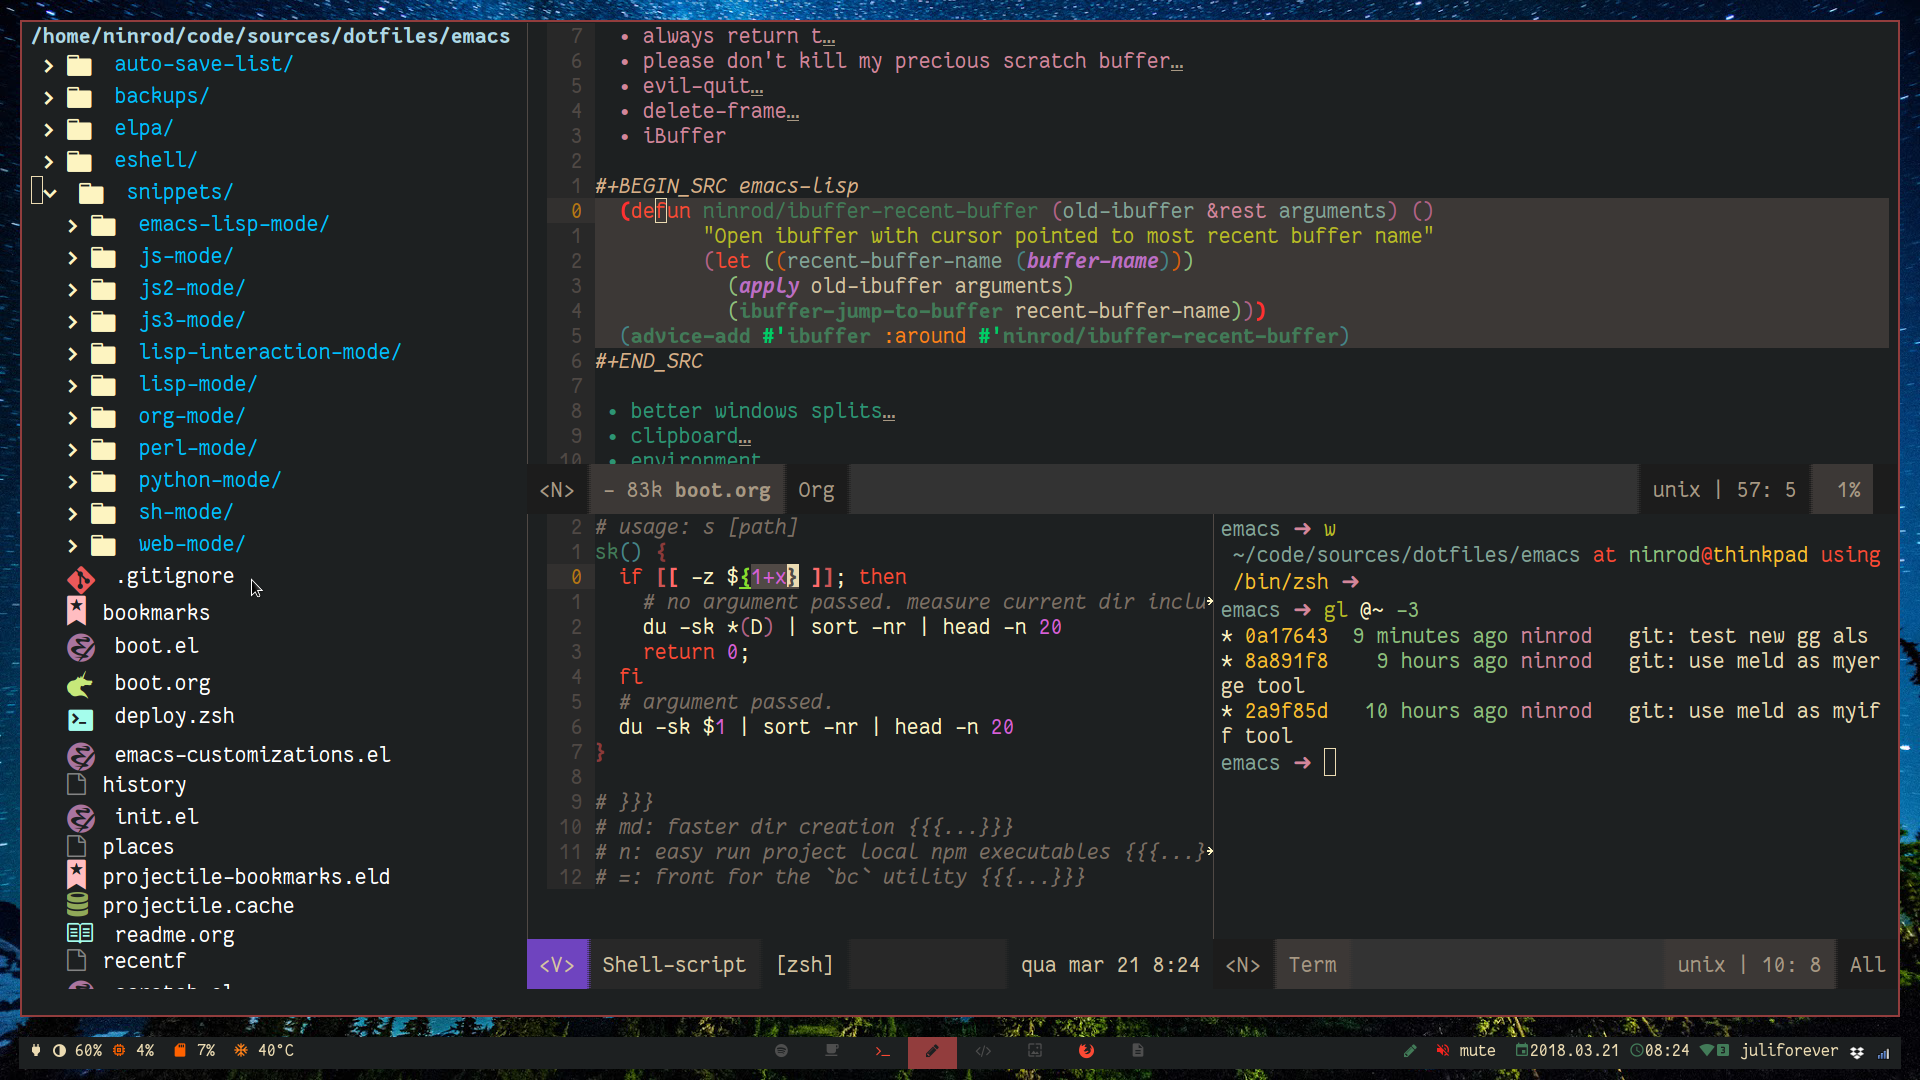 /home/ninrod/code/sources/dotfiles/emacs
auto-save-list/
backups/
elpa/
eshell/
snippets/
emacs-lisp-mode/
js-mode/
js2-mode/
js3-mode/
lisp-interaction-mode/
lisp-mode/
org-mode/
perl-mode/
python-mode/
sh-mode/
web-mode/
.gitignore
bookmarks
boot.el
boot.org
deploy.zsh
emacs-customizations.el
history
init.el
places
projectile-bookmarks.eld
projectile.cache
readme.org
recentf
7 • always return t…
6 • please don't kill my precious scratch buffer…
5 • evil-quit…
4 • delete-frame…
3 • iBuffer
2
1 #+BEGIN_SRC emacs-lisp
0 (defun ninrod/ibuffer-recent-buffer (old-ibuffer &rest arguments) ()
1 "Open ibuffer with cursor pointed to most recent buffer name"
2 (let ((recent-buffer-name (buffer-name)))
3 (apply old-ibuffer arguments)
4 (ibuffer-jump-to-buffer recent-buffer-name)))
5 (advice-add #'ibuffer :around #'ninrod/ibuffer-recent-buffer)
6 #+END_SRC
7
8 • better windows splits…
9 • clipboard…
10 • environment
<N> - 83k boot.org Org unix | 57: 5 1%
2 # usage: s [path]
1 sk() {
0 if [[ -z ${1+x} ]]; then
1 # no argument passed. measure current dir inclu
2 du -sk *(D) | sort -nr | head -n 20
3 return 0;
4 fi
5 # argument passed.
6 du -sk $1 | sort -nr | head -n 20
7 }
8
9 # }}}
10 # md: faster dir creation {{{...}}}
11 # n: easy run project local npm executables {{{...}
12 # =: front for the `bc` utility {{{...}}}
<V> Shell-script [zsh] qua mar 21 8:24
emacs ➜ w
~/code/sources/dotfiles/emacs at ninrod@thinkpad using
/bin/zsh ➜
emacs ➜ gl @~ -3
* 0a17643 9 minutes ago ninrod git: test new gg als
* 8a891f8 9 hours ago ninrod git: use meld as myer
ge tool
* 2a9f85d 10 hours ago ninrod git: use meld as myif
f tool
emacs ➜
<N> Term unix | 10: 8 All
60% 4% 7% 40°C mute 2018.03.21 08:24 3 juliforever